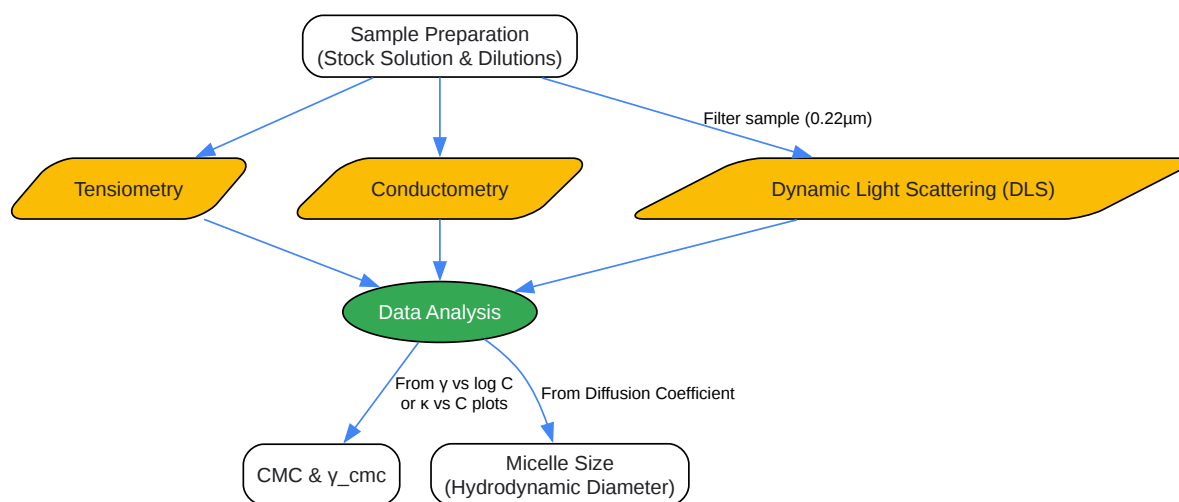 Sample Preparation
(Stock Solution & Dilutions)
Filter sample (0.22µm)
Tensiometry
Conductometry
Dynamic Light Scattering (DLS)
Data Analysis
From γ vs log C
or κ vs C plots
From Diffusion Coefficient
CMC & γ_cmc
Micelle Size
(Hydrodynamic Diameter)